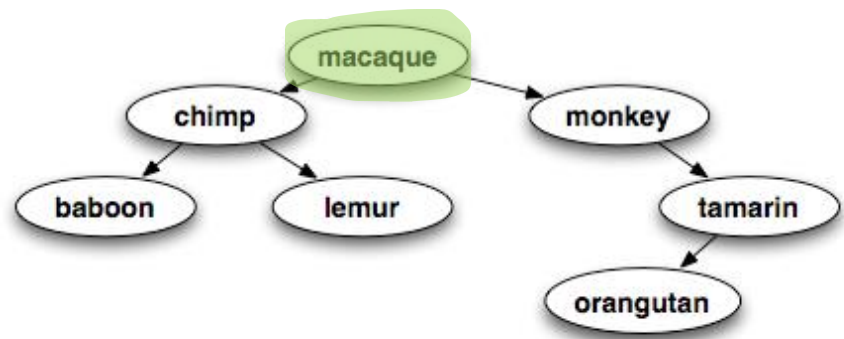 macaque
chimp
monkey
baboon
lemur
tamarin
orangutan